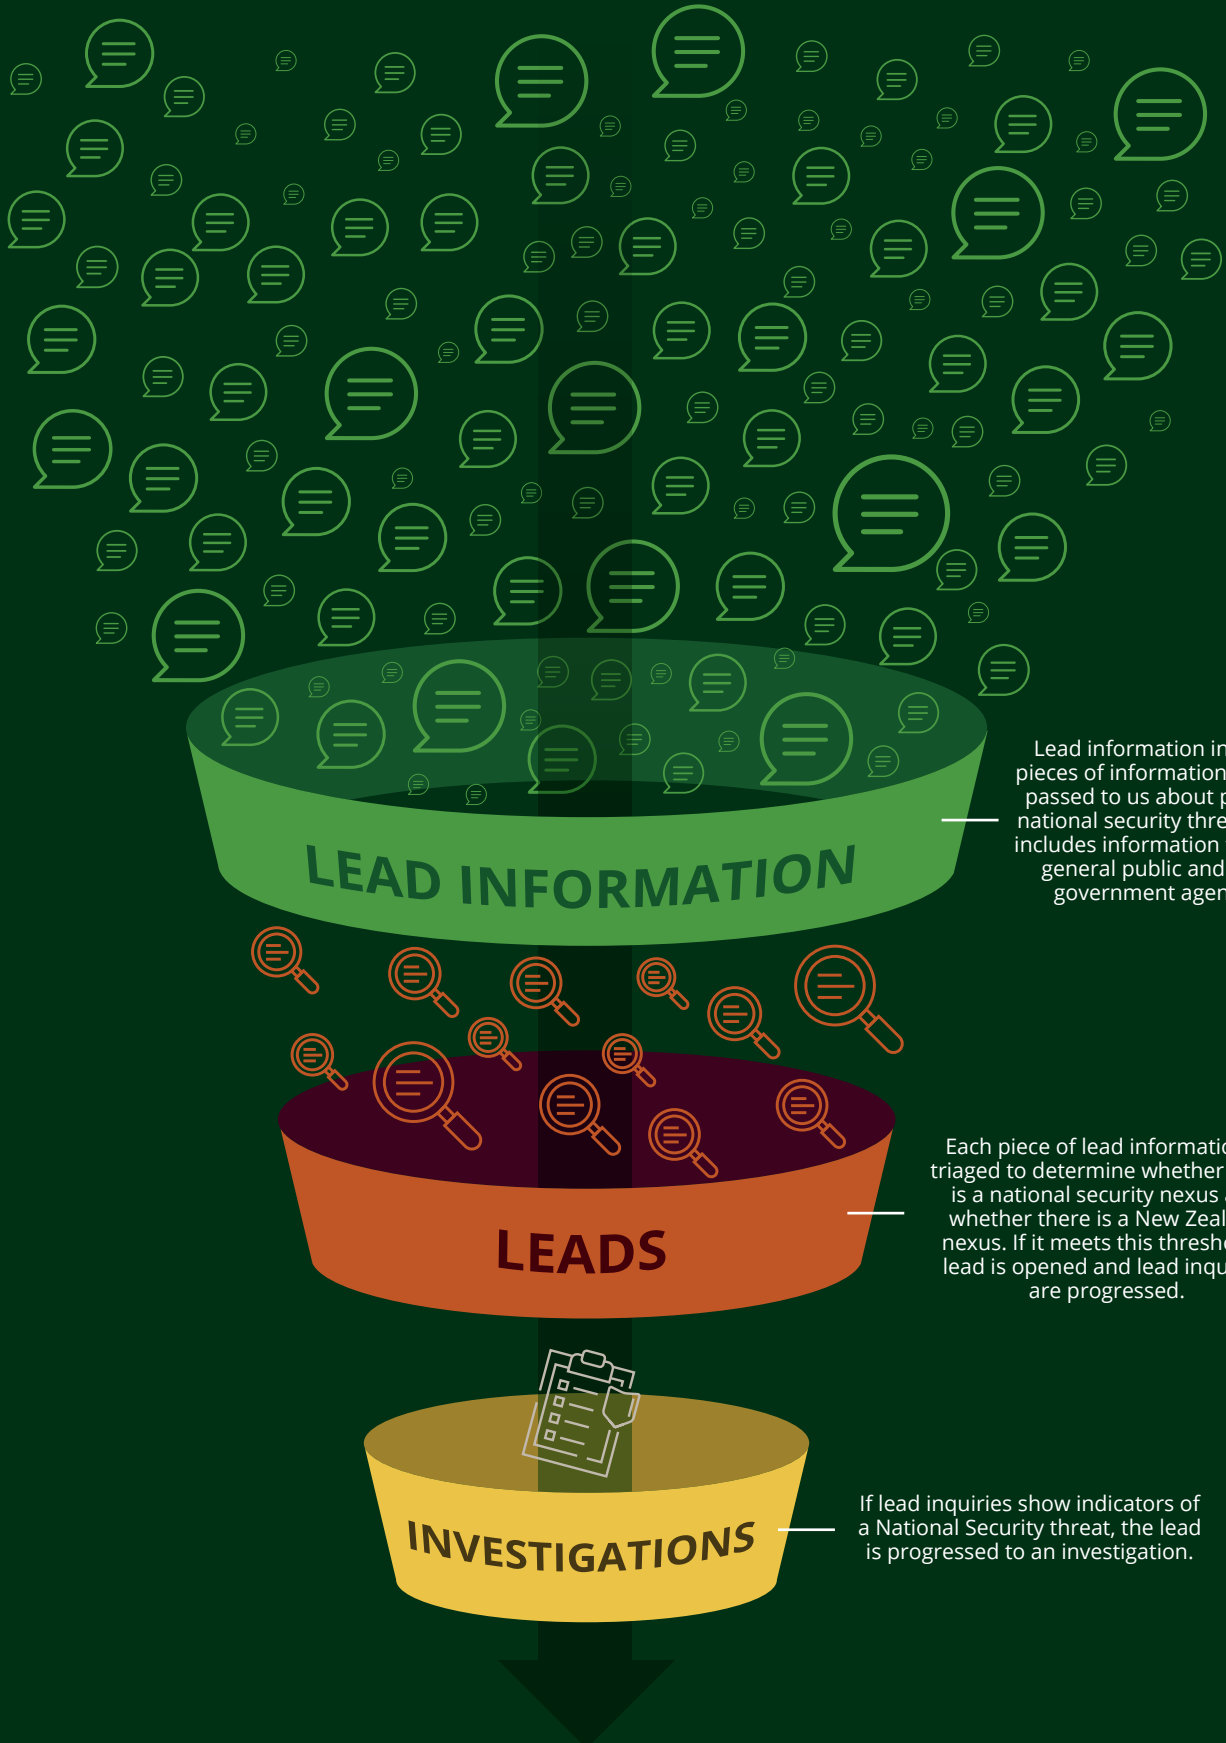 Lead information in
pieces of information
passed to us about p
national security thre
includes information
general public and
government agen
LEAD INFORMATION
Each piece of lead informatio
triaged to determine whether
is a national security nexus
whether there is a New Zeal
nexus. If it meets this thresh
lead is opened and lead inqu
are progressed.
LEADS
If lead inquiries show indicators of
a National Security threat, the lead
is progressed to an investigation.
INVESTIGATIONS